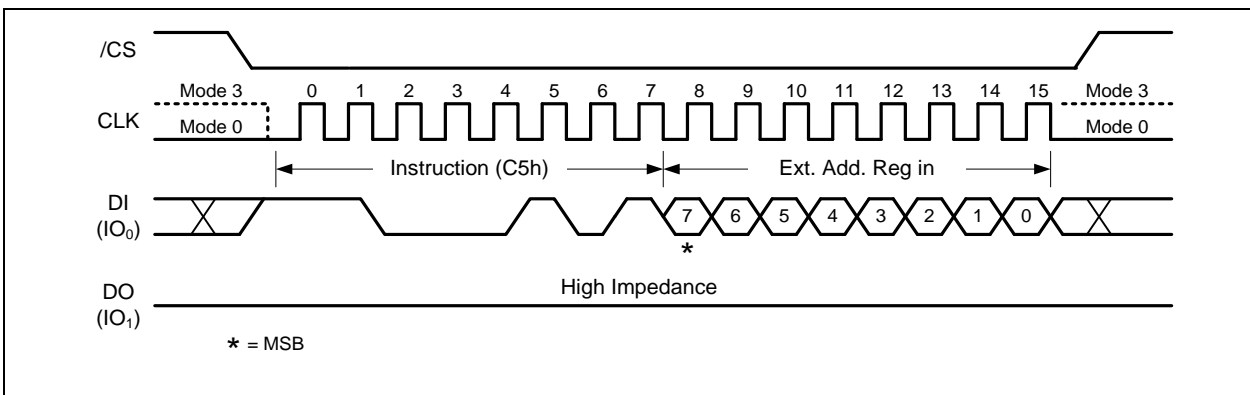 /CS
Mode 3 0 1 2 3 4 5 6 7 8 9 10 11 12 13 14 15 Mode 3
CLK
Mode 0 Mode 0
Instruction (C5h) Ext. Add. Reg in
DI
(IO₀)
7 6 5 4 3 2 1 0
*
High Impedance
DO
(IO₁)
* = MSB